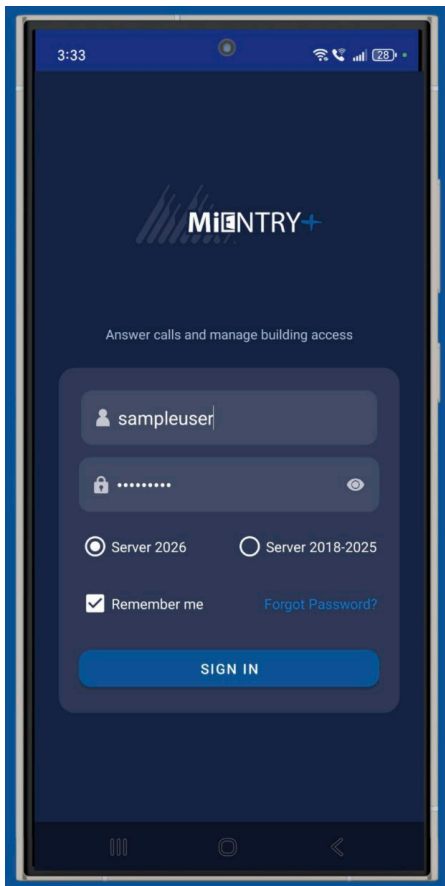 3:33
28
MiENTRY+
Answer calls and manage building access
sampleuser
•••••••••
Server 2026 Server 2018-2025
Remember me Forgot Password?
SIGN IN